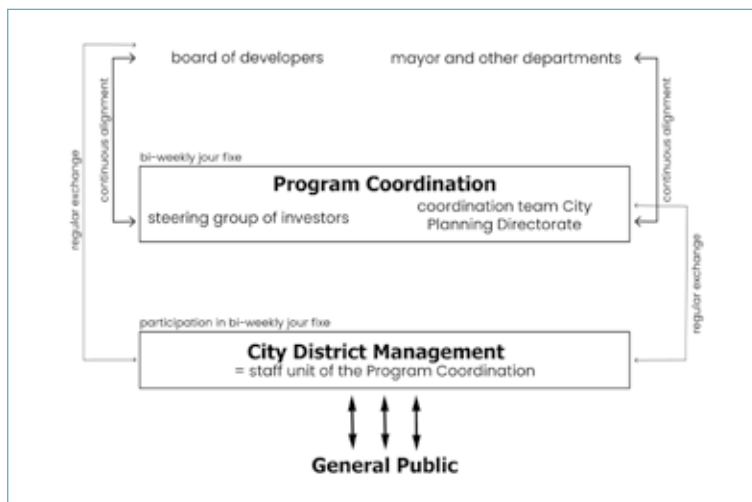 board of developers
mayor and other departments
regular exchange
continuous alignment
continuous alignment
bi-weekly jour fixe
Program Coordination
steering group of investors
coordination team City
Planning Directorate
regular exchange
participation in bi-weekly jour fixe
City District Management
= staff unit of the Program Coordination
General Public